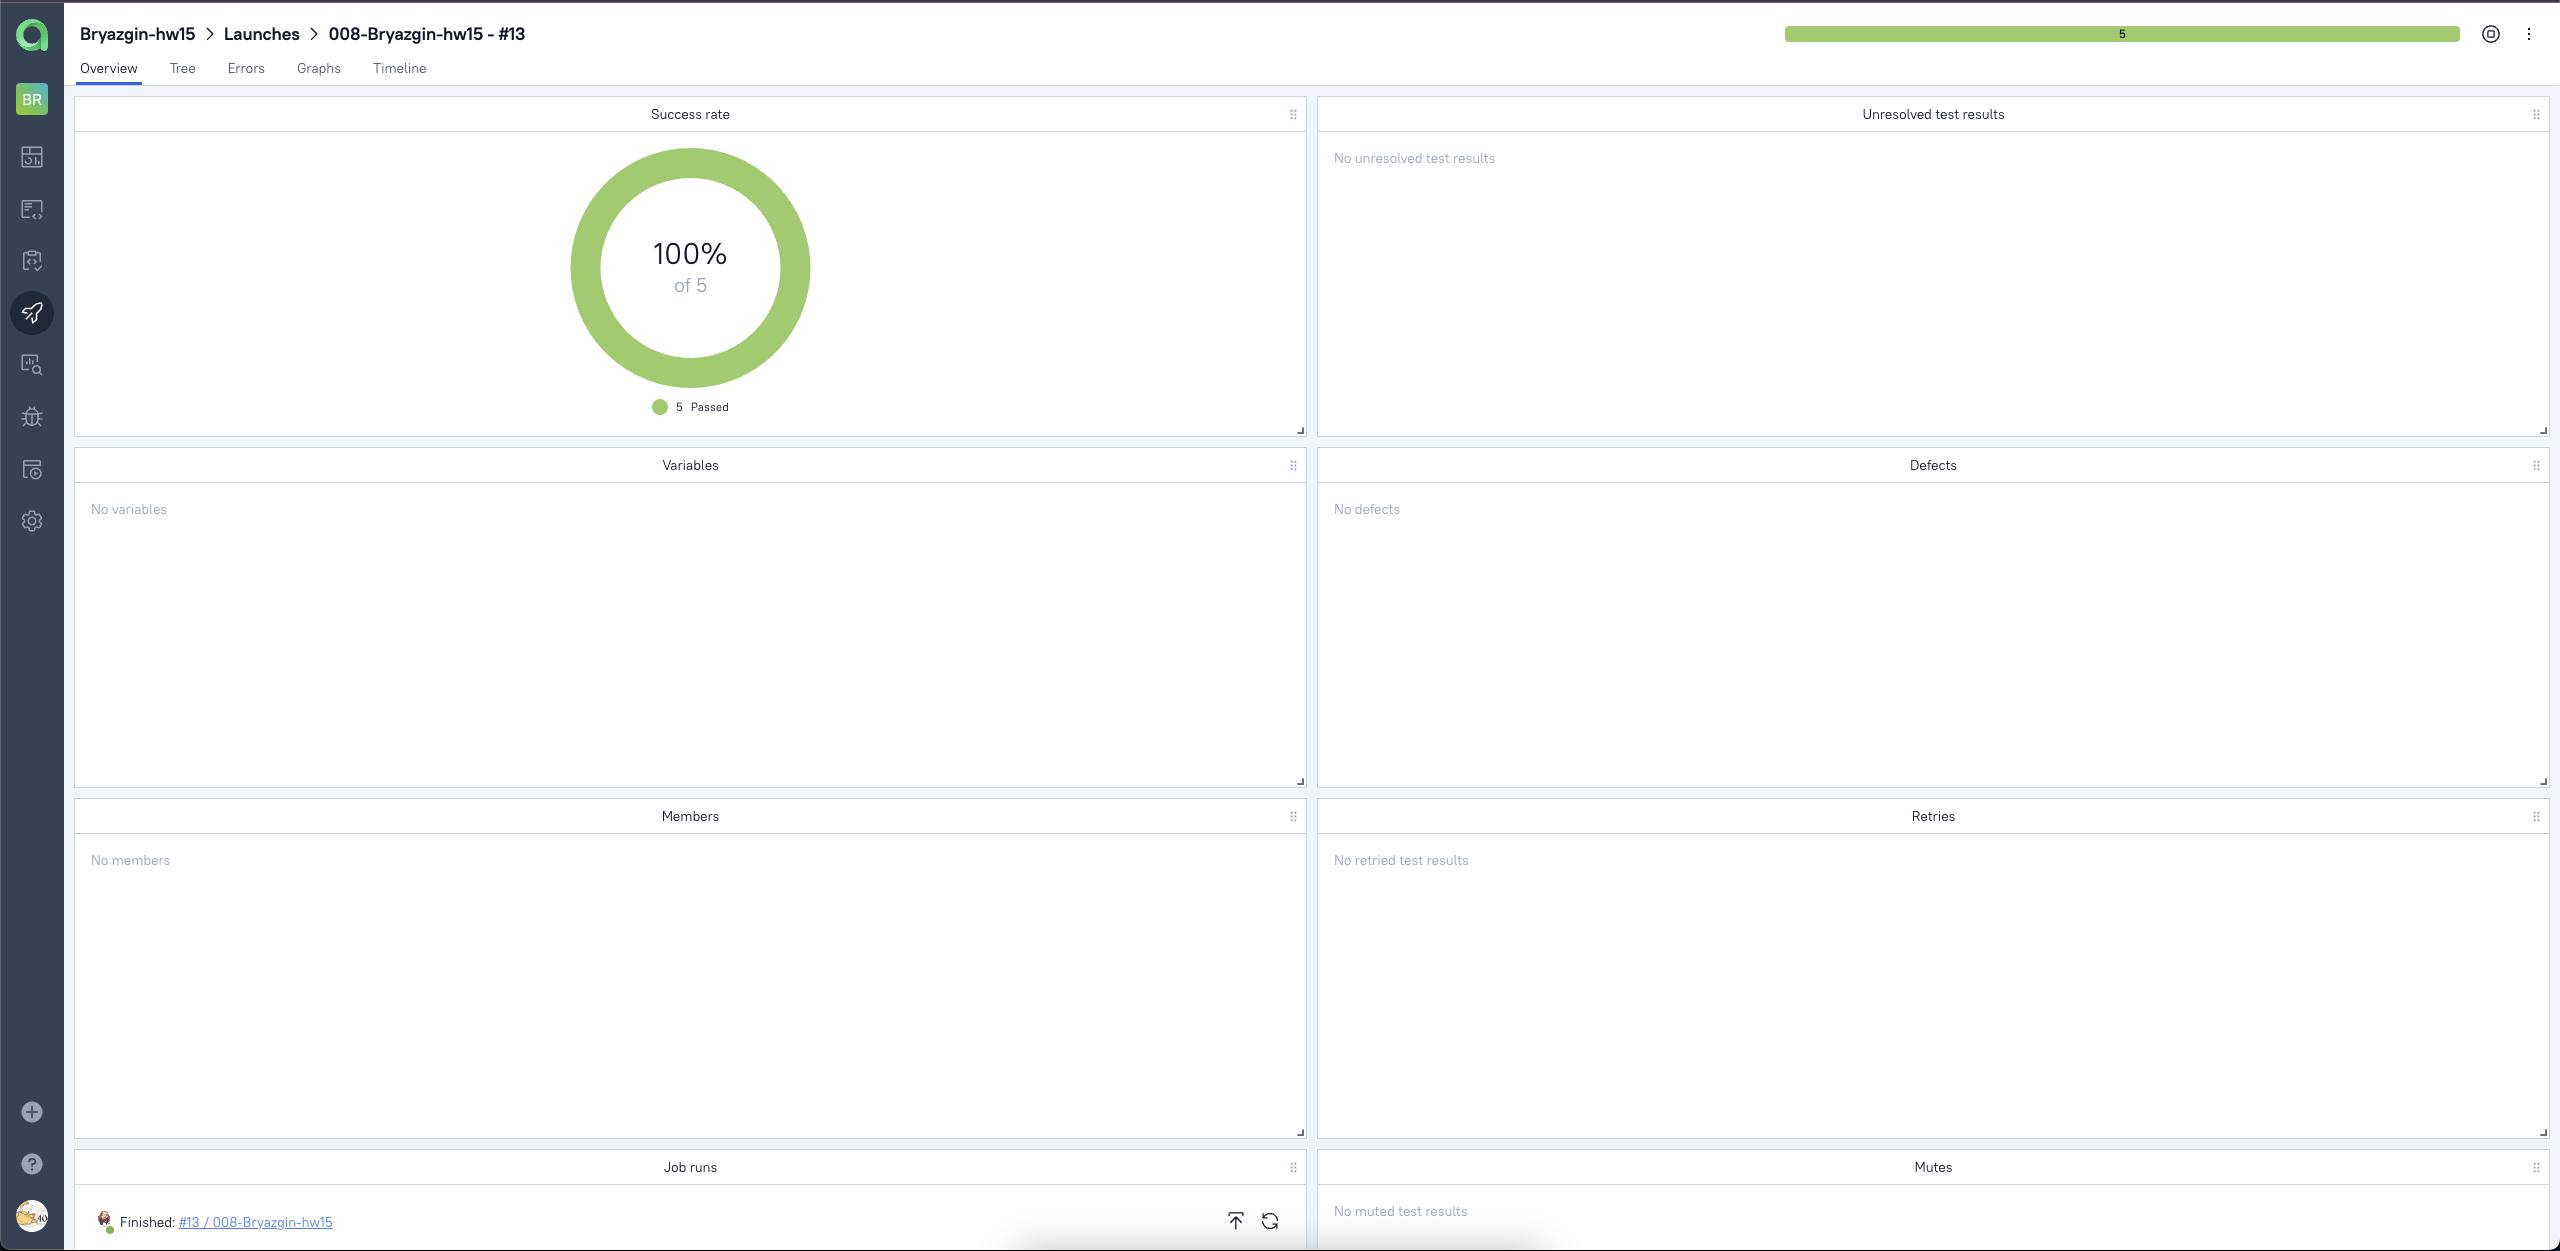 Bryazgin-hw15 > Launches > 008-Bryazgin-hw15 - #13
5
Overview Tree Errors Graphs Timeline
BR
Success rate
100%
of 5
5 Passed
Unresolved test results
No unresolved test results
Variables
No variables
Defects
No defects
Members
No members
Retries
No retried test results
Job runs
Finished: #13 / 008-Bryazgin-hw15
Mutes
No muted test results